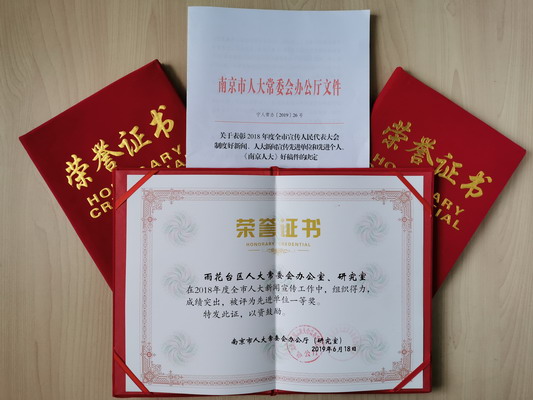 南京市人大常委会办公厅文件
关于表彰2018年度全市宣传人民代表大会
制度好新闻、人大新闻宣传先进单位和先进个人、
《南京人大》好稿件的决定
荣誉证书
HONORARY
CREDENTIAL
荣誉证书
HONORARY
CREDENTIAL
荣誉证书
HONORARY CREDENTIAL
雨花台区人大常委会办公室、研究室
在2018年度全市人大新闻宣传工作中，组织得力，
成绩突出，被评为先进单位一等奖。
特发此证，以资鼓励。
南京市人大常委会办公厅（研究室）
2019年6月18日